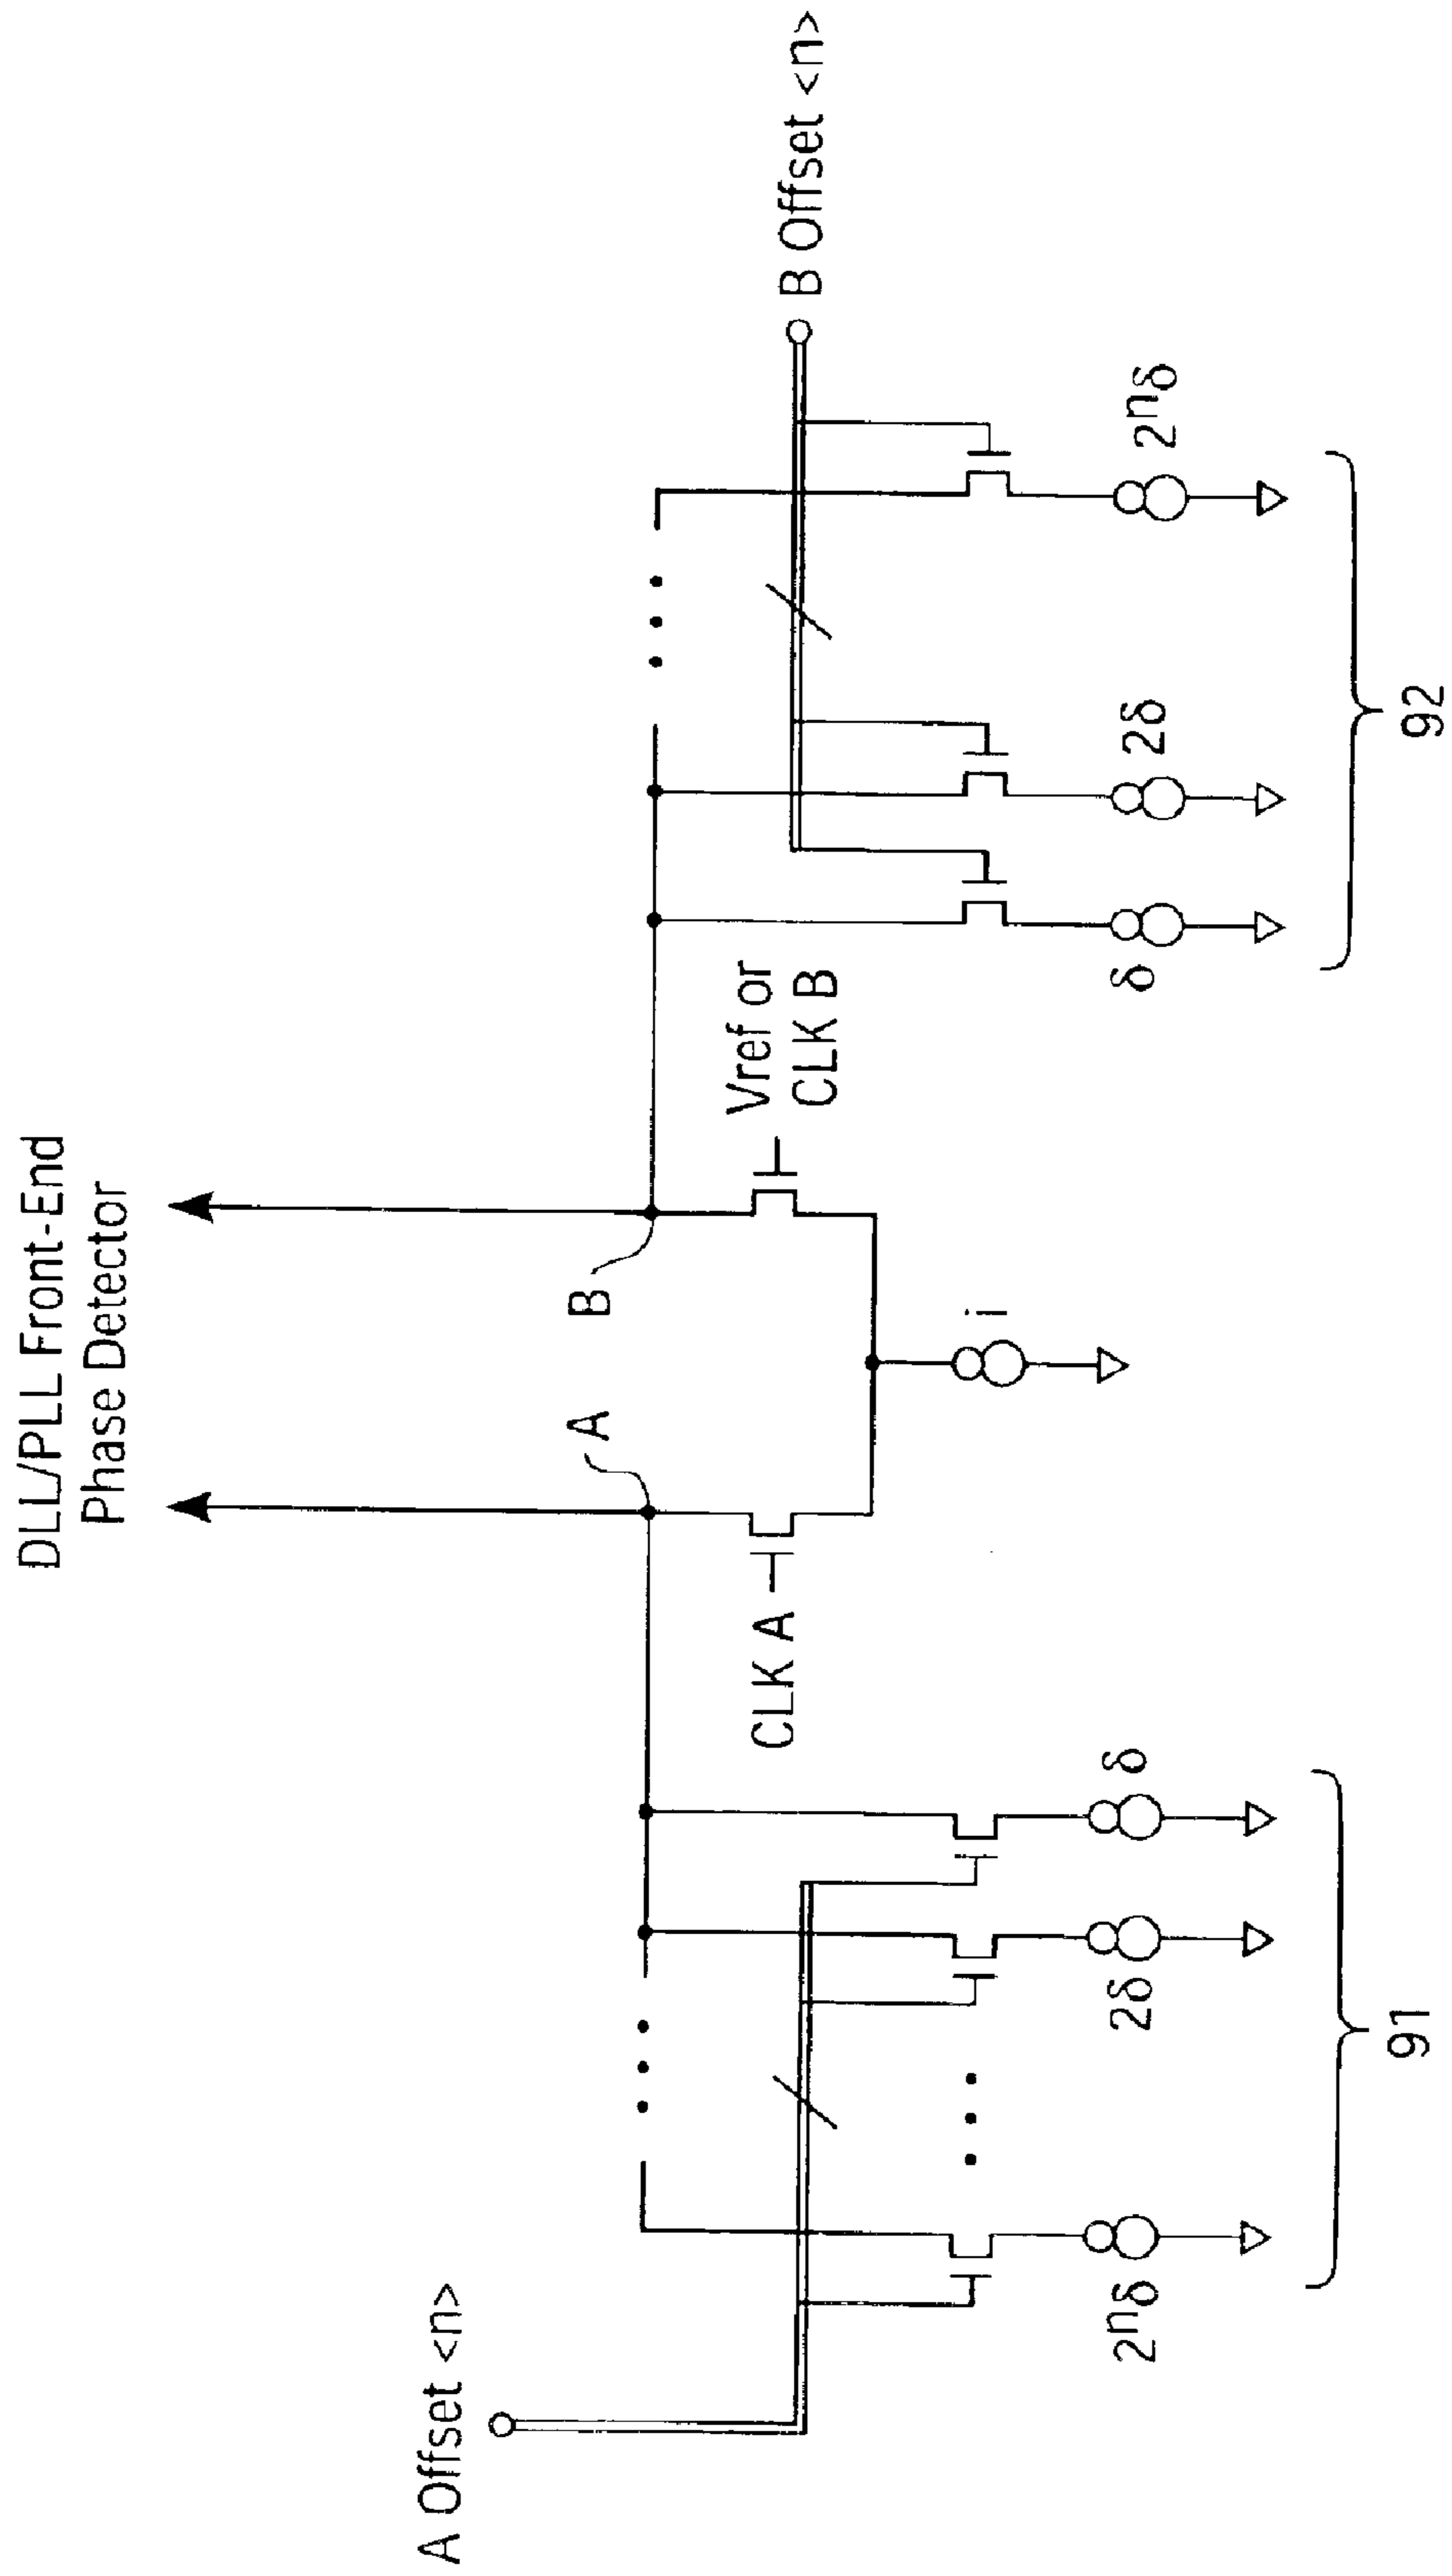 DLL/PLL Front-End
Phase Detector
A Offset <n>
A
B
B Offset <n>
CLK A
Vref or
CLK B
i
2ⁿδ
2δ
δ
δ
2δ
2ⁿδ
91
92